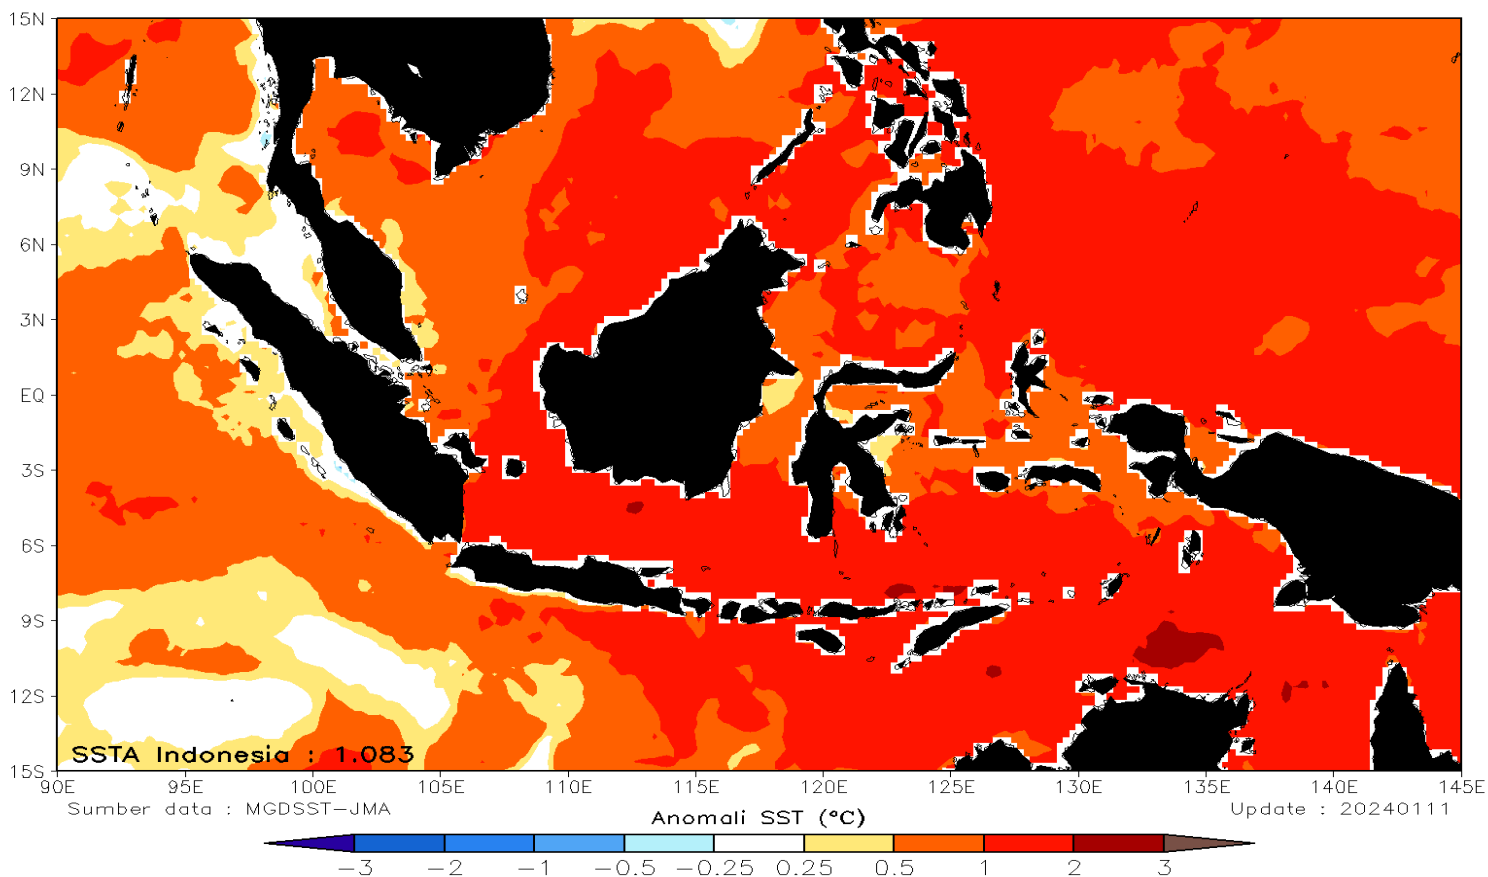 15N
12N
9N
6N
3N
EQ
3S
6S
9S
12S
15S
SSTA Indonesia : 1.083
90E 95E 100E 105E 110E 115E 120E 125E 130E 135E 140E 145E
Sumber data : MGDSST-JMA
Update : 20240111
Anomali SST (°C)
-3 -2 -1 -0.5 -0.25 0.25 0.5 1 2 3